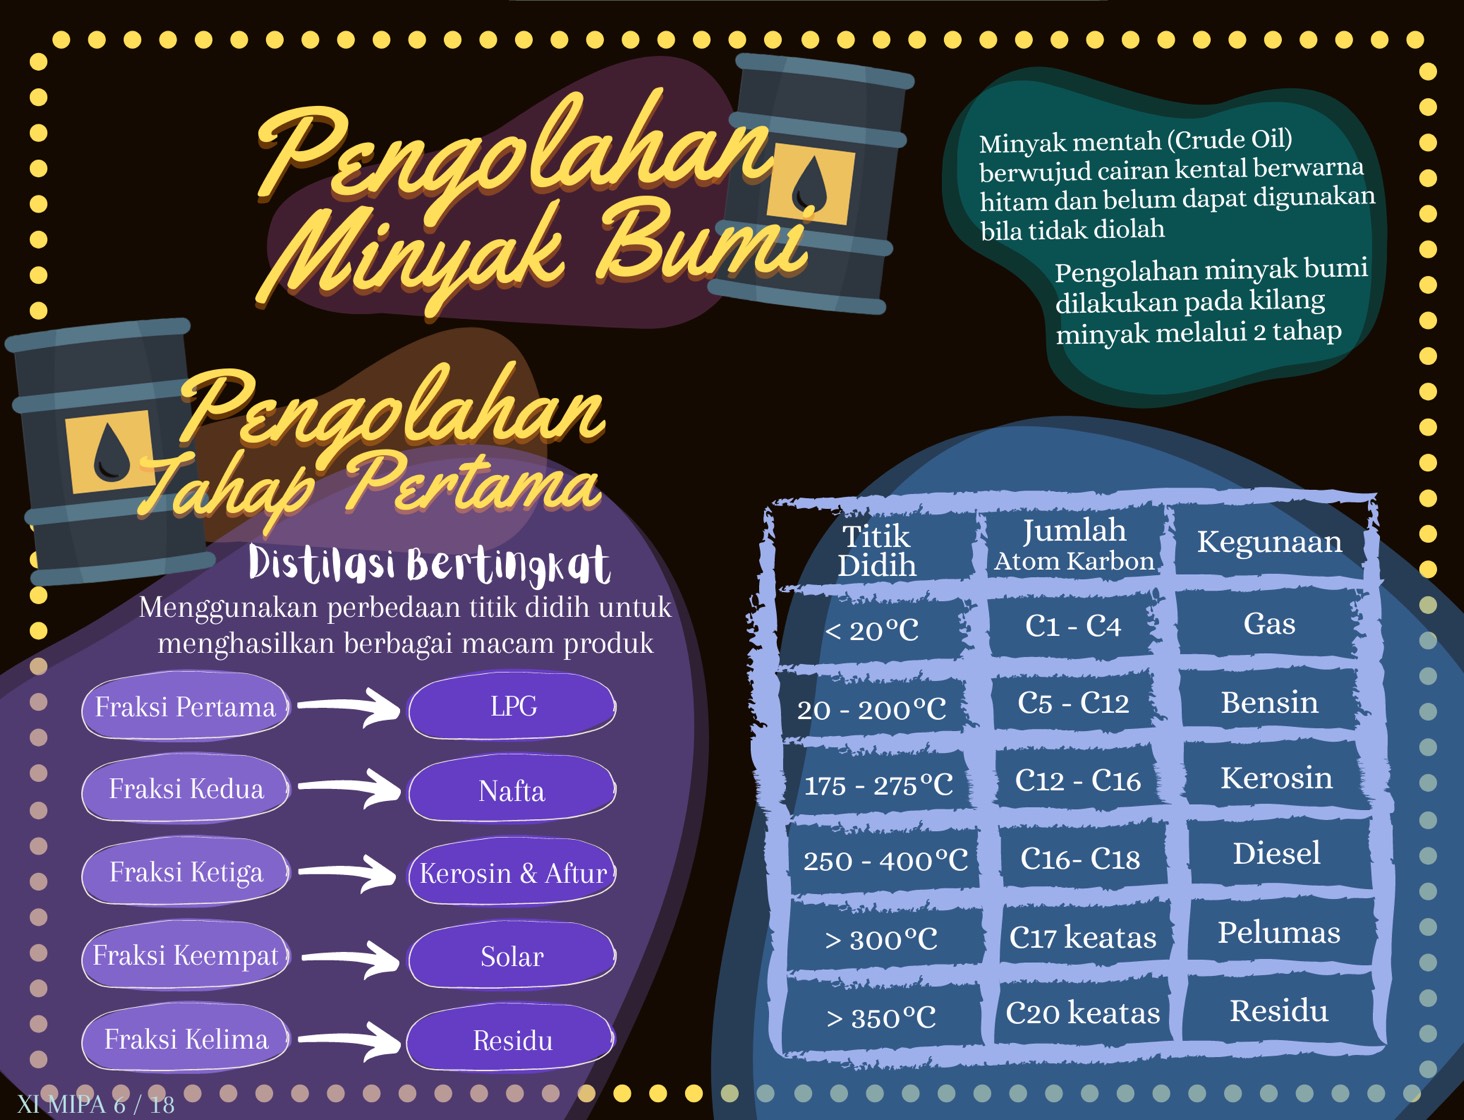 Pengolahan
Minyak Bumi
Minyak mentah (Crude Oil)
berwujud cairan kental berwarna
hitam dan belum dapat digunakan
bila tidak diolah
Pengolahan minyak bumi
dilakukan pada kilang
minyak melalui 2 tahap
Pengolahan
Tahap Pertama
Distilasi Bertingkat
Menggunakan perbedaan titik didih untuk
menghasilkan berbagai macam produk
Fraksi Pertama LPG
Fraksi Kedua Nafta
Fraksi Ketiga Kerosin & Aftur
Fraksi Keempat Solar
Fraksi Kelima Residu
Titik Jumlah Kegunaan
Didih Atom Karbon
< 20°C C1 - C4 Gas
20 - 200°C C5 - C12 Bensin
175 - 275°C C12 - C16 Kerosin
250 - 400°C C16- C18 Diesel
> 300°C C17 keatas Pelumas
> 350°C C20 keatas Residu
XI MIPA 6 / 18